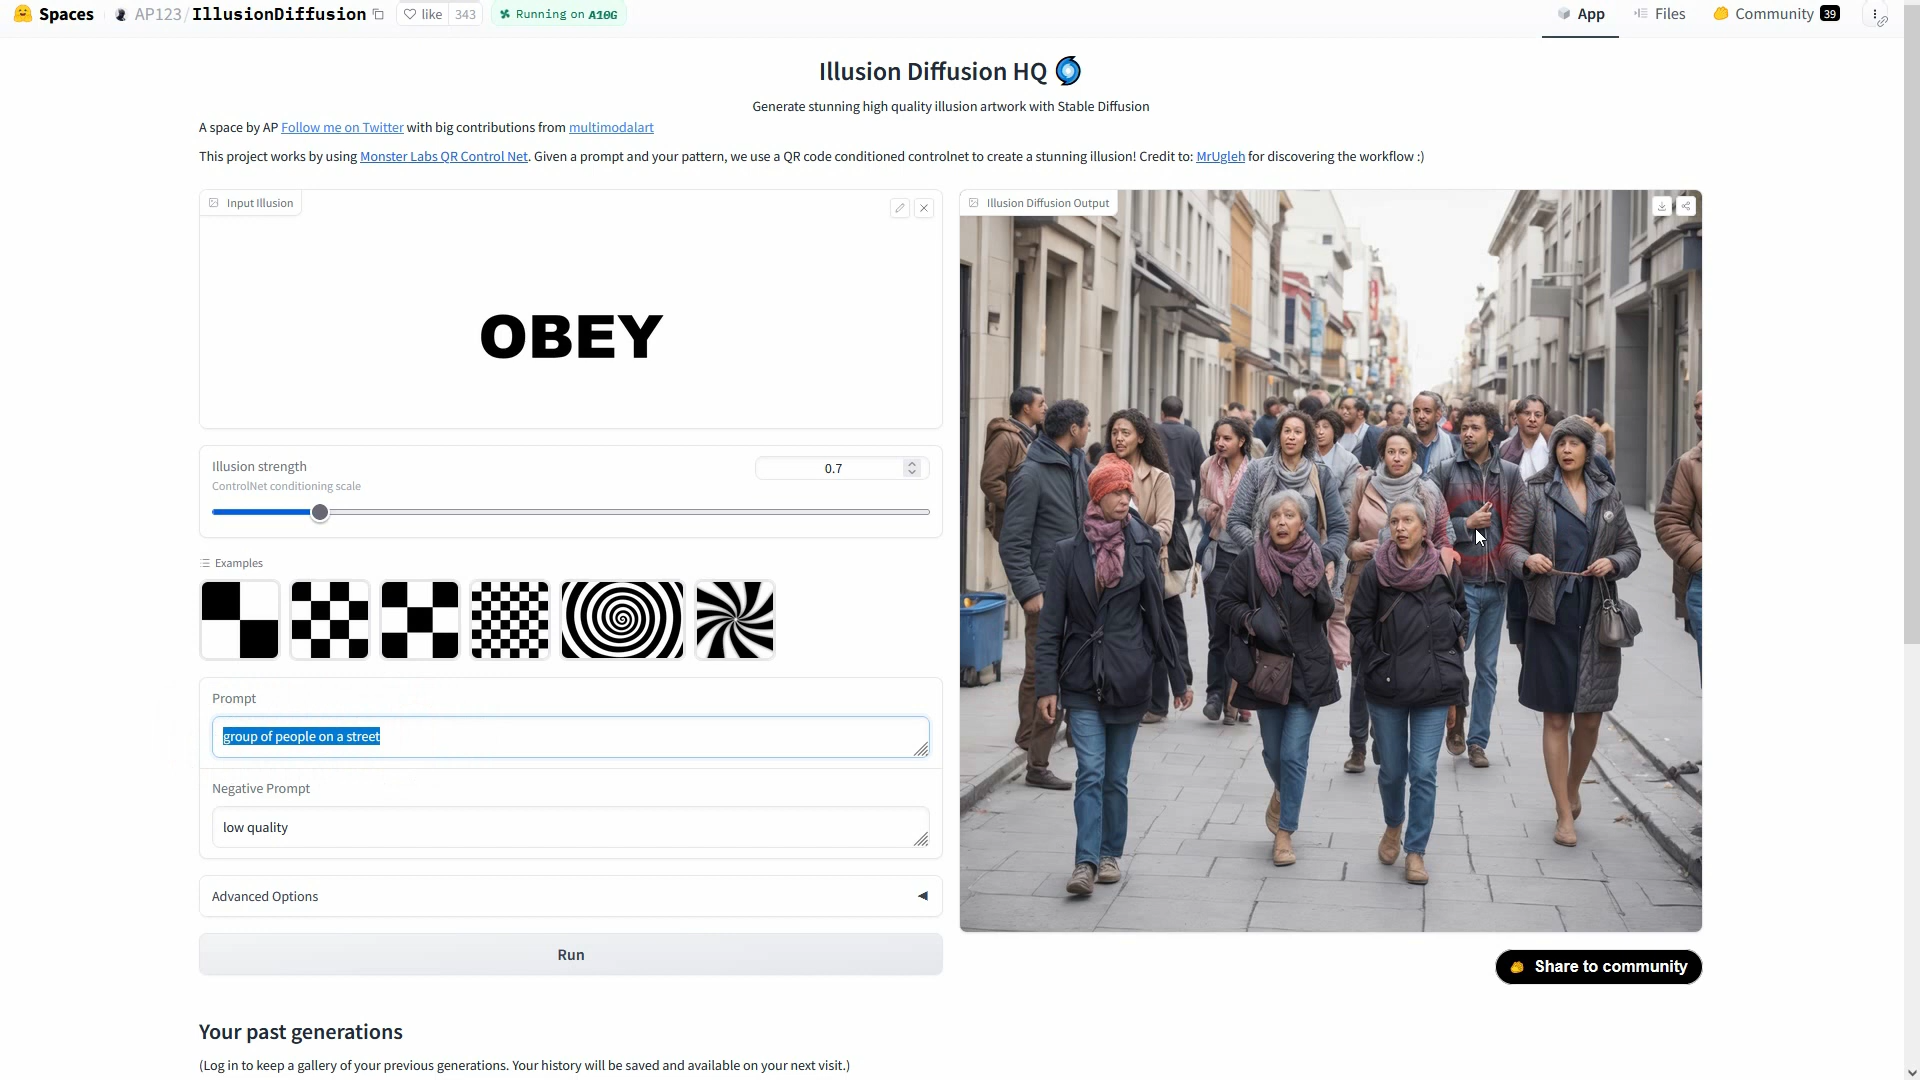 Spaces AP123/IllusionDiffusion like 343 Running on A10G App Files Community 39
Illusion Diffusion HQ
Generate stunning high quality illusion artwork with Stable Diffusion
A space by AP Follow me on Twitter with big contributions from multimodalart
This project works by using Monster Labs QR Control Net. Given a prompt and your pattern, we use a QR code conditioned controlnet to create a stunning illusion! Credit to: MrUgleh for discovering the workflow :)
Input Illusion
OBEY
Illusion strength
0.7
ControlNet conditioning scale
Examples
Prompt
group of people on a street
Negative Prompt
low quality
Advanced Options
Run
Illusion Diffusion Output
Share to community
Your past generations
(Log in to keep a gallery of your previous generations. Your history will be saved and available on your next visit.)